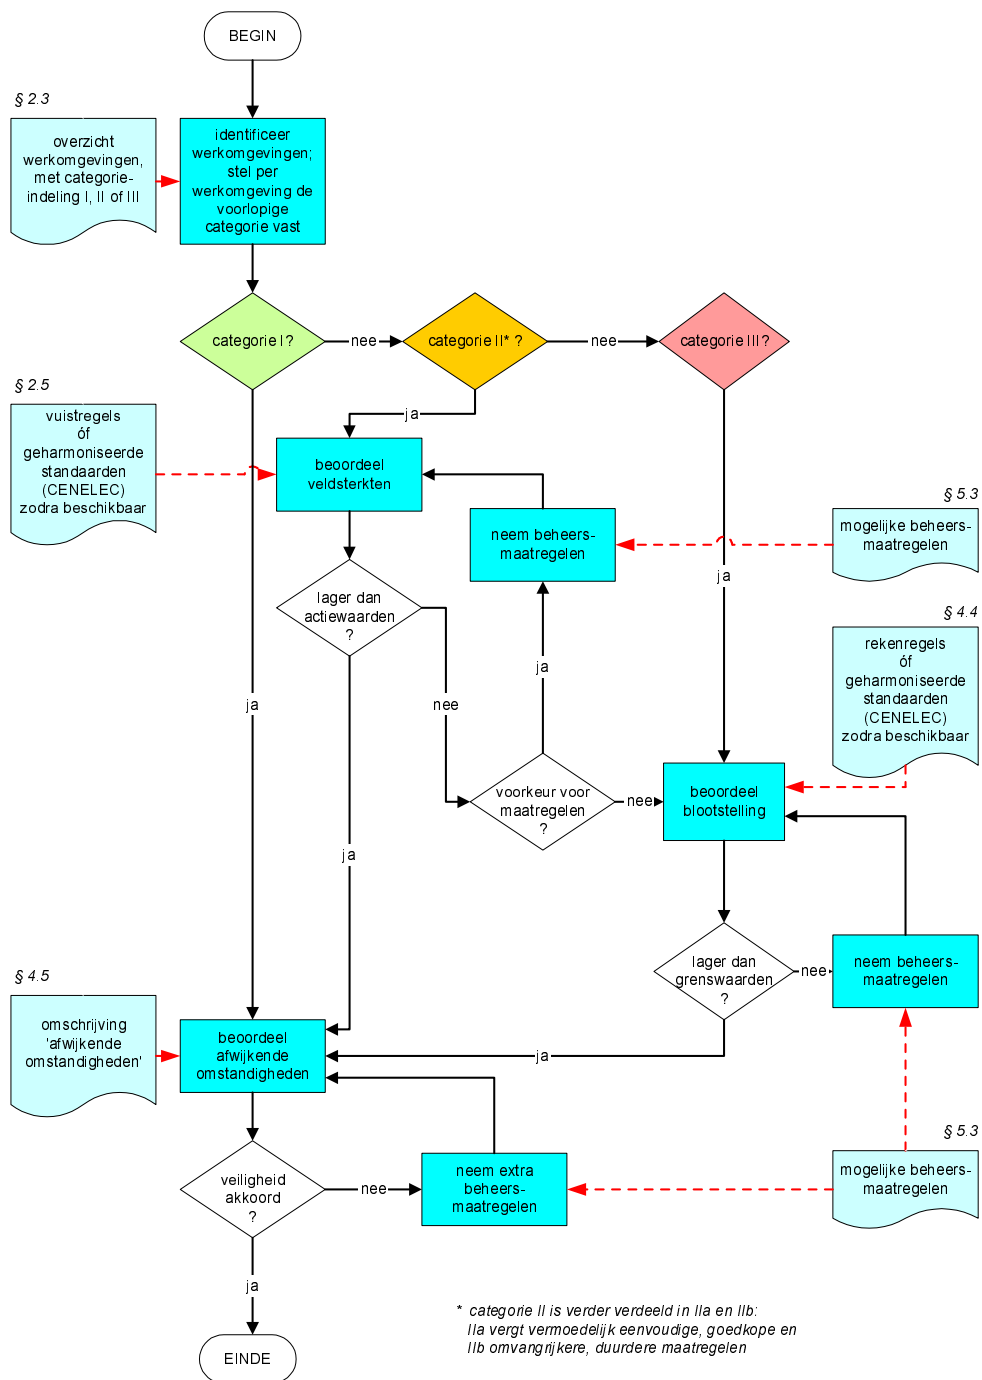 BEGIN
§ 2.3
overzicht
werkomgevingen,
met categorie-
indeling I, II of III
identificeer
werkomgevingen;
stel per
werkomgeving de
voorlopige
categorie vast
categorie I?
nee
categorie II* ?
nee
categorie III?
§ 2.5
vuistregels
óf
geharmoniseerde
standaarden
(CENELEC)
zodra beschikbaar
ja
beoordeel
veldsterkten
§ 5.3
mogelijke beheers-
maatregelen
neem beheers-
maatregelen
ja
lager dan
actiewaarden
?
§ 4.4
rekenregels
óf
geharmoniseerde
standaarden
(CENELEC)
zodra beschikbaar
ja
ja
nee
voorkeur voor
maatregelen
?
nee
beoordeel
blootstelling
ja
lager dan
grenswaarden
?
nee
neem beheers-
maatregelen
§ 4.5
omschrijving
'afwijkende
omstandigheden'
beoordeel
afwijkende
omstandigheden
ja
§ 5.3
mogelijke beheers-
maatregelen
veiligheid
akkoord
?
nee
neem extra
beheers-
maatregelen
ja
EINDE
* categorie II is verder verdeeld in IIa en IIb:
IIa vergt vermoedelijk eenvoudige, goedkope en
IIb omvangrijkere, duurdere maatregelen